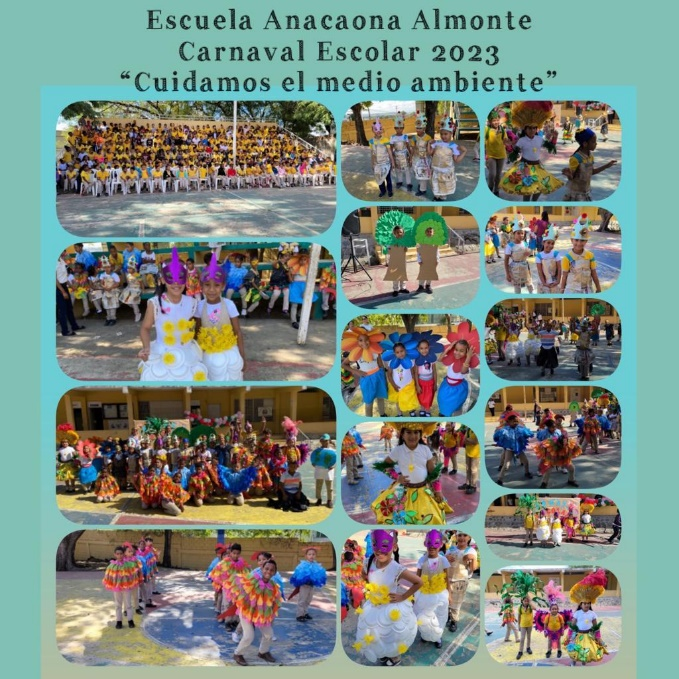 Escuela Anacaona Almonte
Carnaval Escolar 2023
“Cuidamos el medio ambiente”